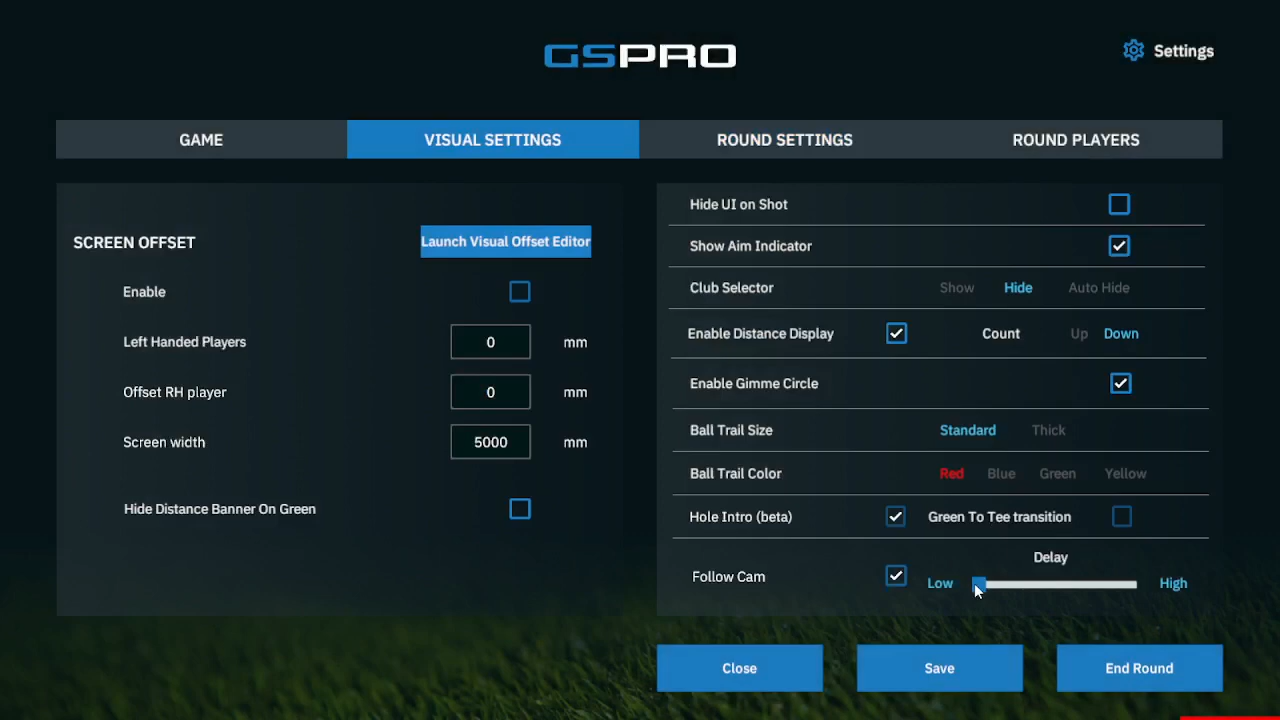 GSPRO
Settings
GAME
VISUAL SETTINGS
ROUND SETTINGS
ROUND PLAYERS
SCREEN OFFSET
Launch Visual Offset Editor
Enable
Left Handed Players 0 mm
Offset RH player 0 mm
Screen width 5000 mm
Hide Distance Banner On Green
Hide UI on Shot
Show Aim Indicator
Club Selector Show Hide Auto Hide
Enable Distance Display Count Up Down
Enable Gimme Circle
Ball Trail Size Standard Thick
Ball Trail Color Red Blue Green Yellow
Hole Intro (beta) Green To Tee transition
Delay
Follow Cam Low High
Close
Save
End Round